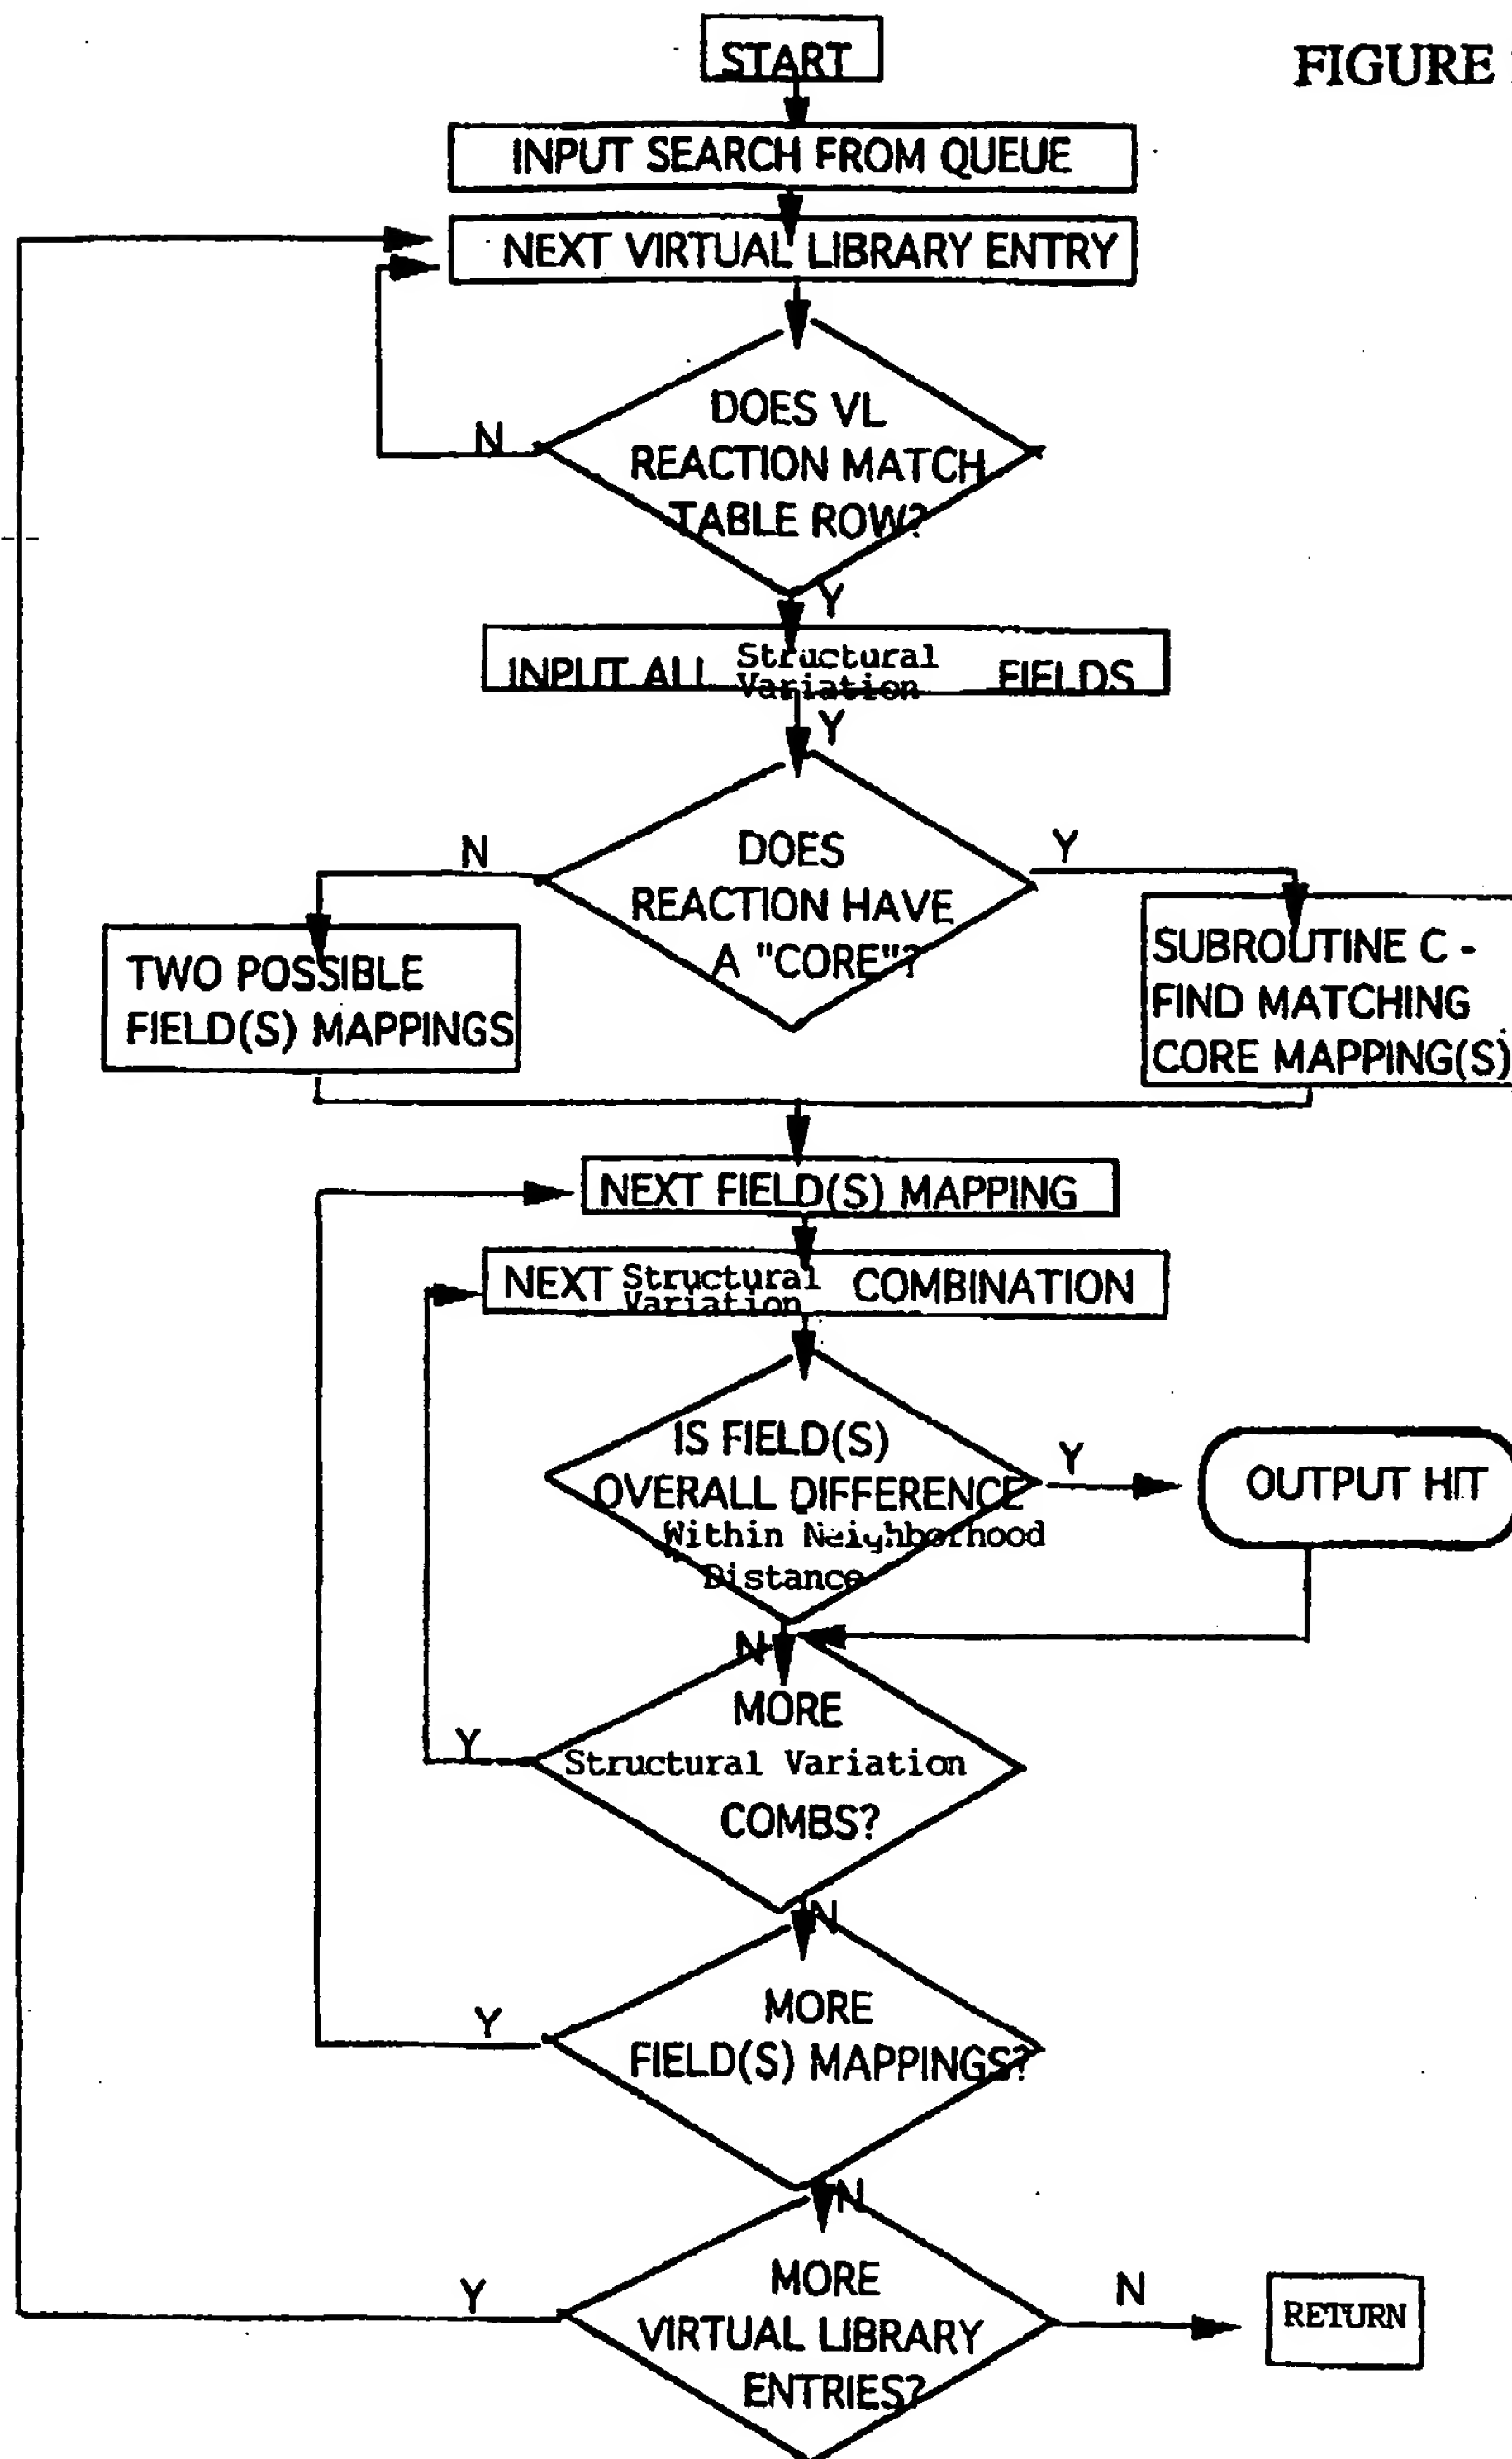 START
FIGURE
INPUT SEARCH FROM QUEUE
NEXT VIRTUAL LIBRARY ENTRY
DOES VL
REACTION MATCH
TABLE ROW?
N
Y
INPUT ALL Structural Variation FIELDS
Y
DOES
REACTION HAVE
A "CORE"?
N
Y
TWO POSSIBLE
FIELD(S) MAPPINGS
SUBROUTINE C -
FIND MATCHING
CORE MAPPING(S)
NEXT FIELD(S) MAPPING
NEXT Structural Variation COMBINATION
IS FIELD(S)
OVERALL DIFFERENCE
Within Neighborhood
Distance
Y
OUTPUT HIT
N
MORE
Structural Variation
COMBS?
Y
N
MORE
FIELD(S) MAPPINGS?
Y
N
MORE
VIRTUAL LIBRARY
ENTRIES?
Y
N
RETURN